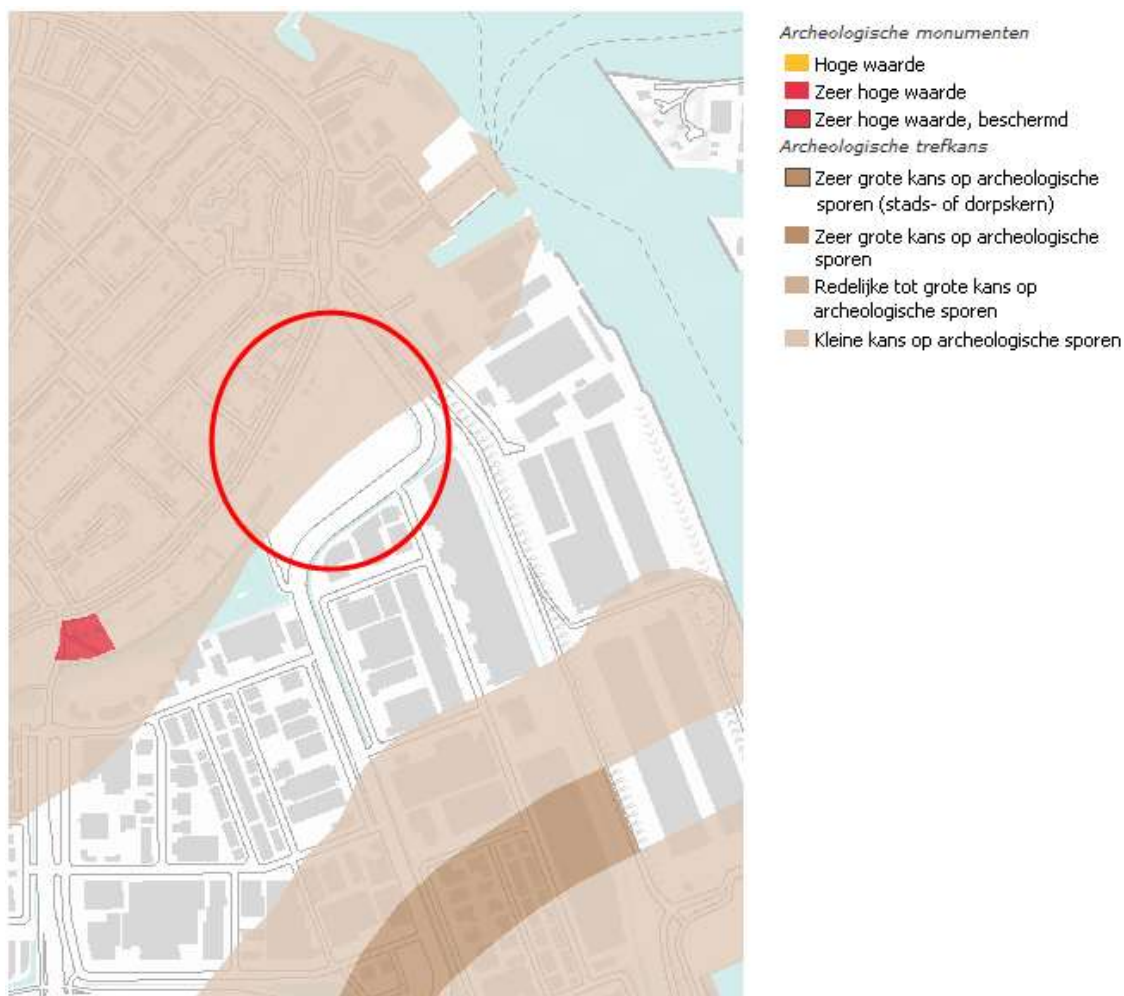 Archeologische monumenten
Hoge waarde
Zeer hoge waarde
Zeer hoge waarde, beschermd
Archeologische trefkans
Zeer grote kans op archeologische
sporen (stads- of dorpskern)
Zeer grote kans op archeologische
sporen
Redelijke tot grote kans op
archeologische sporen
Kleine kans op archeologische sporen